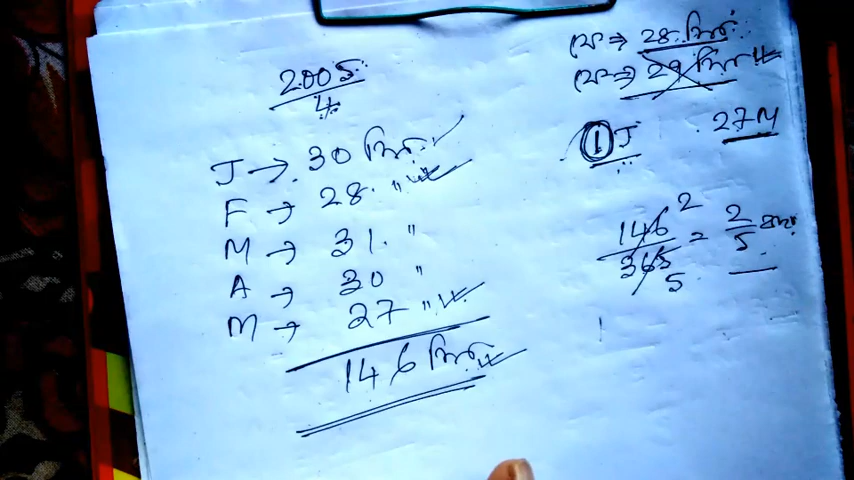 2005
4
J → 30 দিন
F → 28 "
M → 31 "
A → 30 "
M → 27 "
146 দিন
ফে → 28 দিন
ফে → 29 দিন
1 J 27 M
146 2
365 5
= 2
5